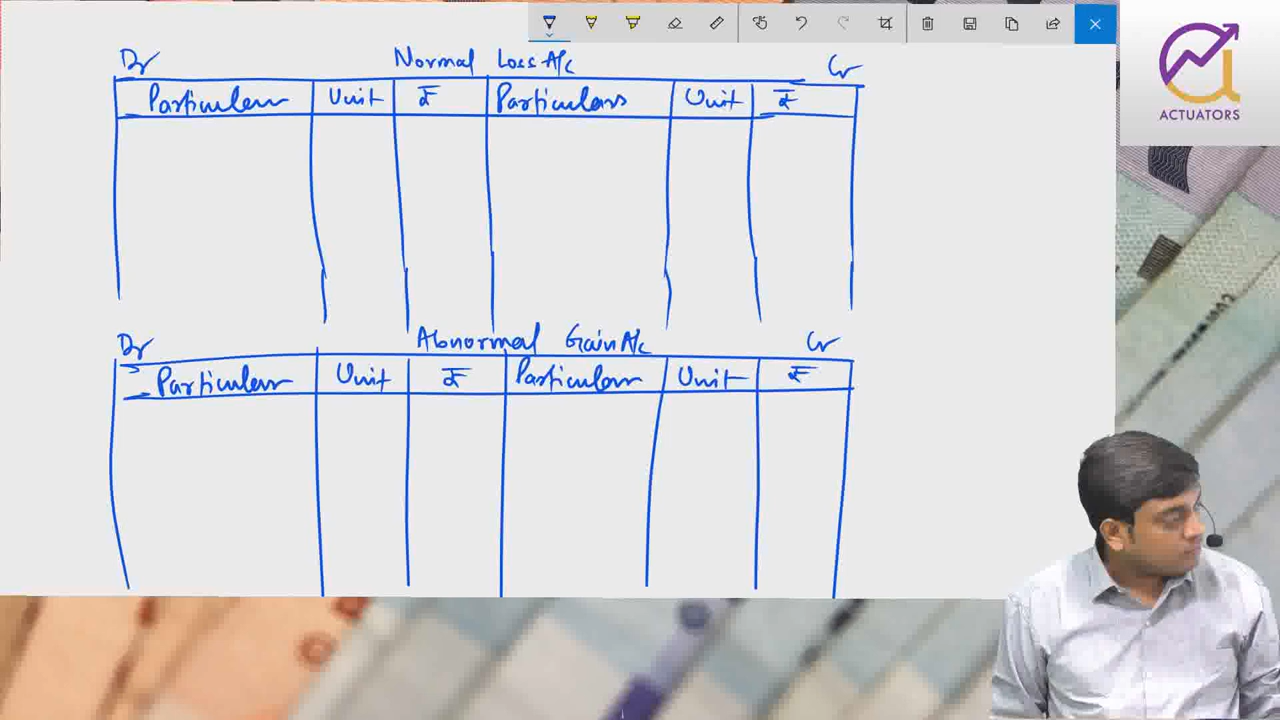 Dr Normal Loss A/c Cr
Particulars Unit ₹ Particulars Unit ₹
Dr Abnormal Gain A/c Cr
Particulars Unit ₹ Particulars Unit ₹
ACTUATORS